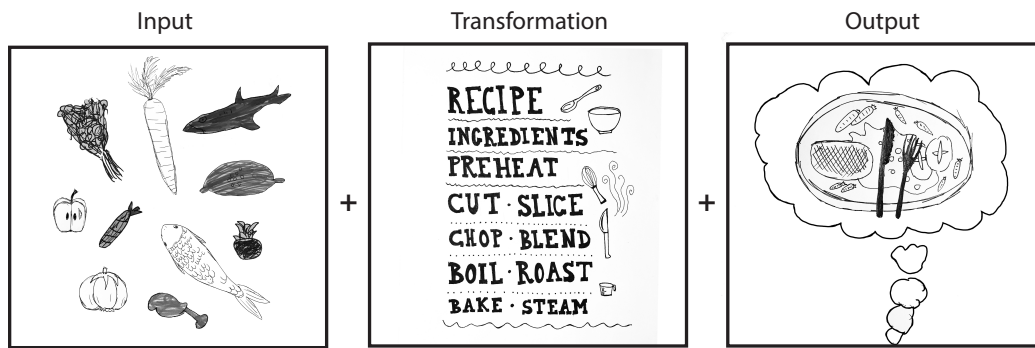 Input
Transformation
Output
RECIPE
INGREDIENTS
PREHEAT
CUT · SLICE
CHOP · BLEND
BOIL · ROAST
BAKE · STEAM
+
+